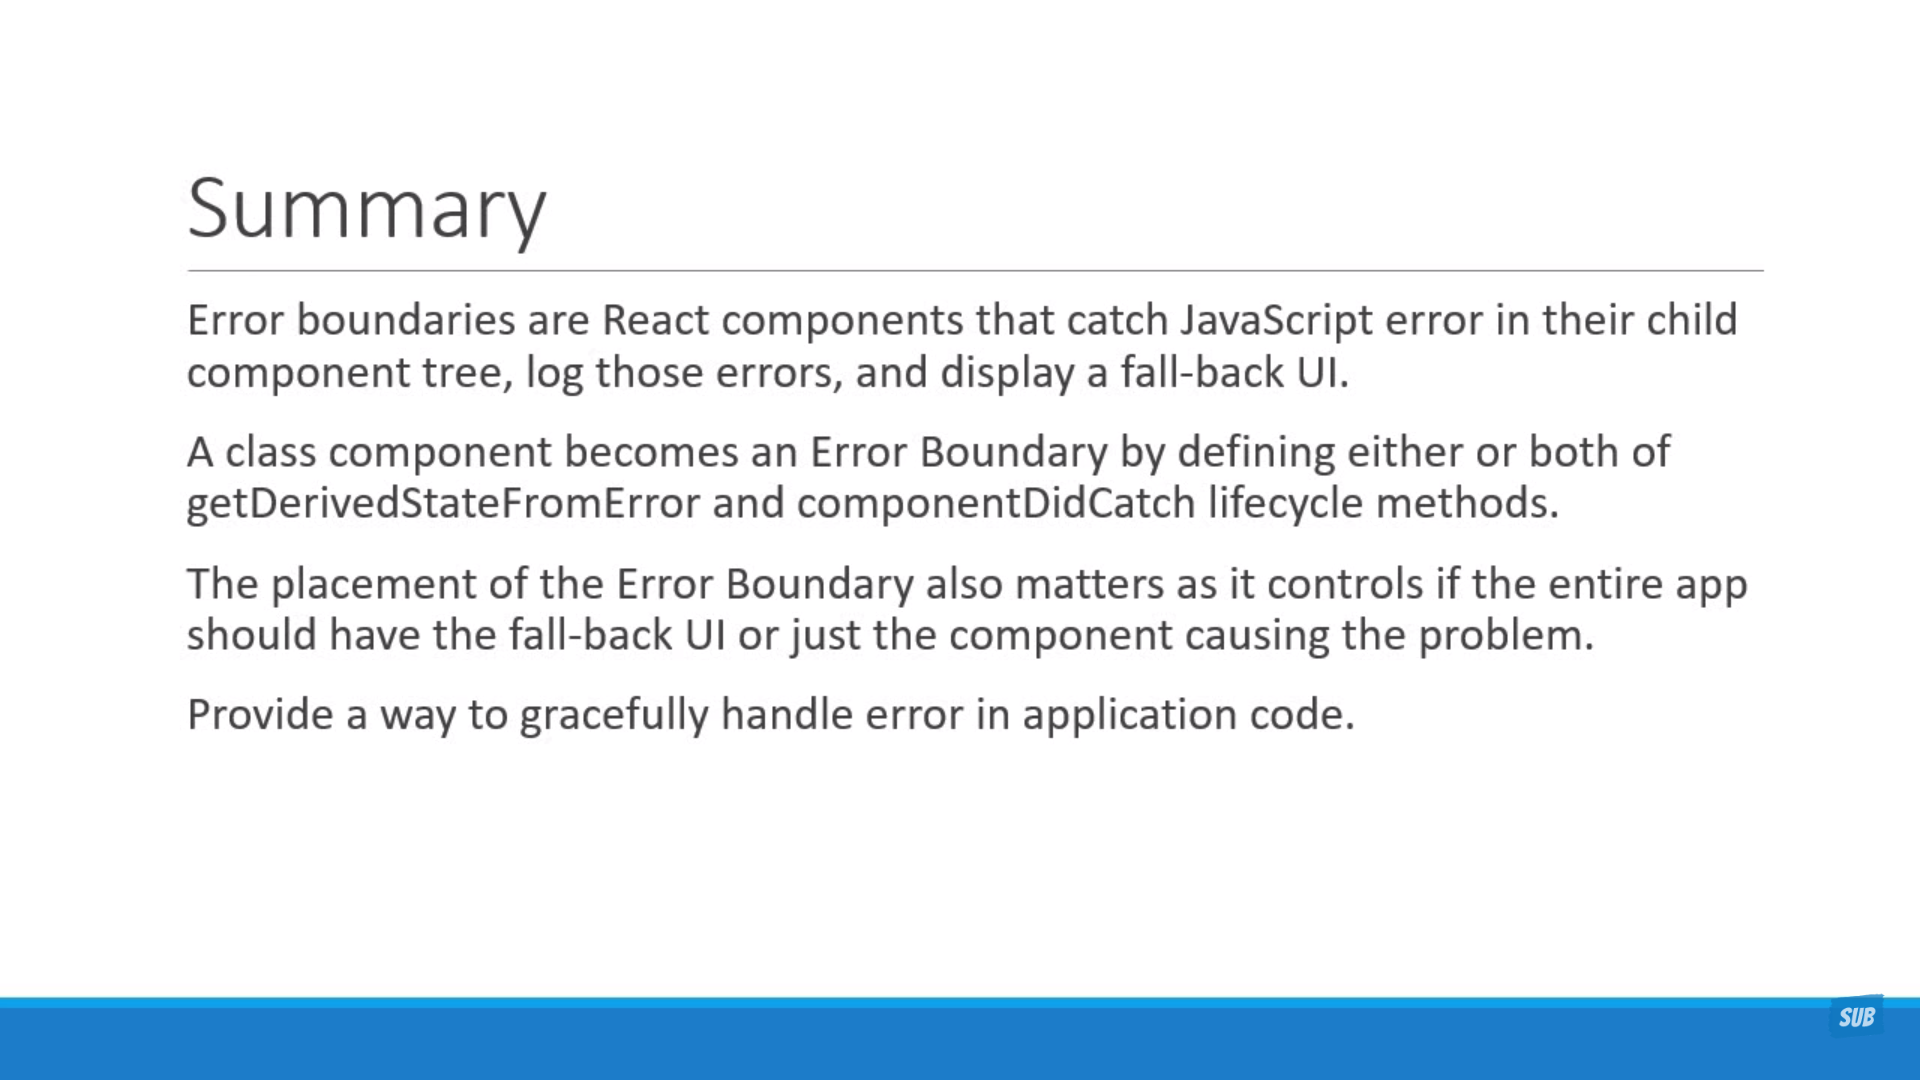 Summary
Error boundaries are React components that catch JavaScript error in their child
component tree, log those errors, and display a fall-back UI.
A class component becomes an Error Boundary by defining either or both of
getDerivedStateFromError and componentDidCatch lifecycle methods.
The placement of the Error Boundary also matters as it controls if the entire app
should have the fall-back UI or just the component causing the problem.
Provide a way to gracefully handle error in application code.
SUB